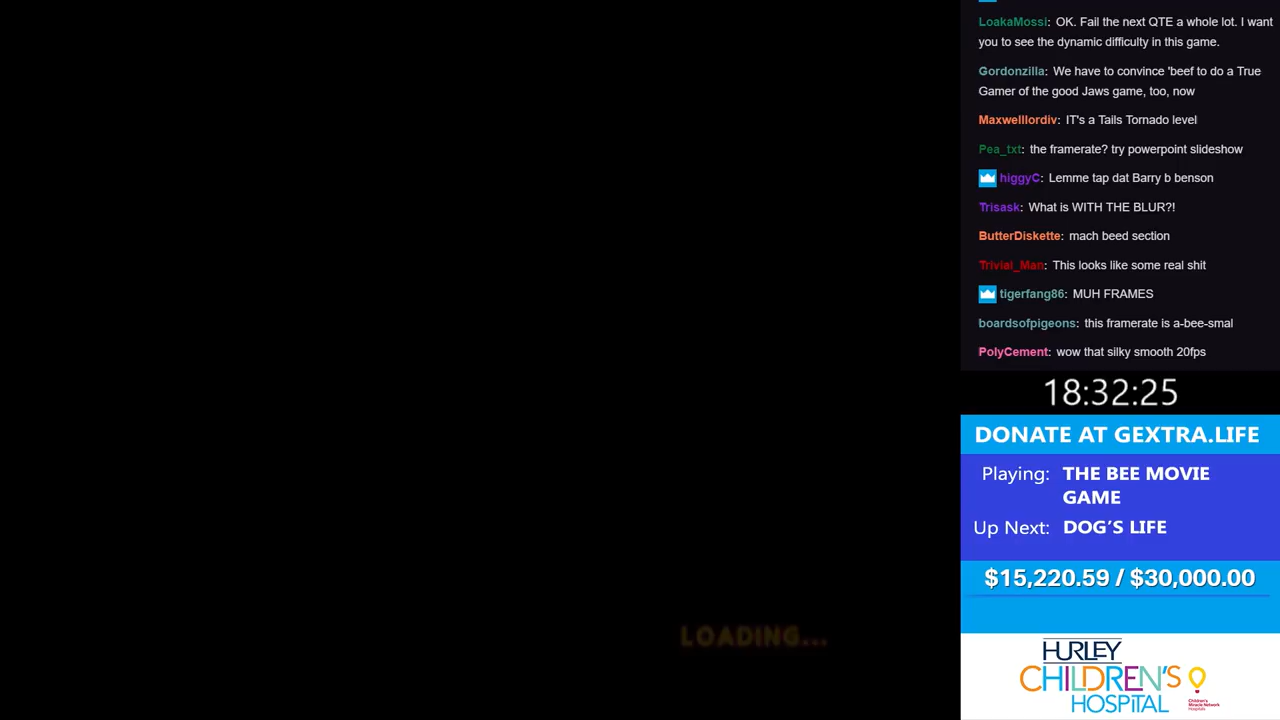 LoakaMossi: OK. Fail the next QTE a whole lot. I want
you to see the dynamic difficulty in this game.
Gordonzilla: We have to convince 'beef to do a True
Gamer of the good Jaws game, too, now
Maxwelllordiv: IT's a Tails Tornado level
Pea_txt: the framerate? try powerpoint slideshow
higgyC: Lemme tap dat Barry b benson
Trisask: What is WITH THE BLUR?!
ButterDiskette: mach beed section
Trivial_Man: This looks like some real shit
tigerfang86: MUH FRAMES
boardsofpigeons: this framerate is a-bee-smal
PolyCement: wow that silky smooth 20fps
18:32:25
DONATE AT GEXTRA.LIFE
Playing: THE BEE MOVIE
GAME
Up Next: DOG'S LIFE
$15,220.59 / $30,000.00
LOADING...
HURLEY
CHILDREN'S
HOSPITAL
Children's
Miracle Network
Hospitals